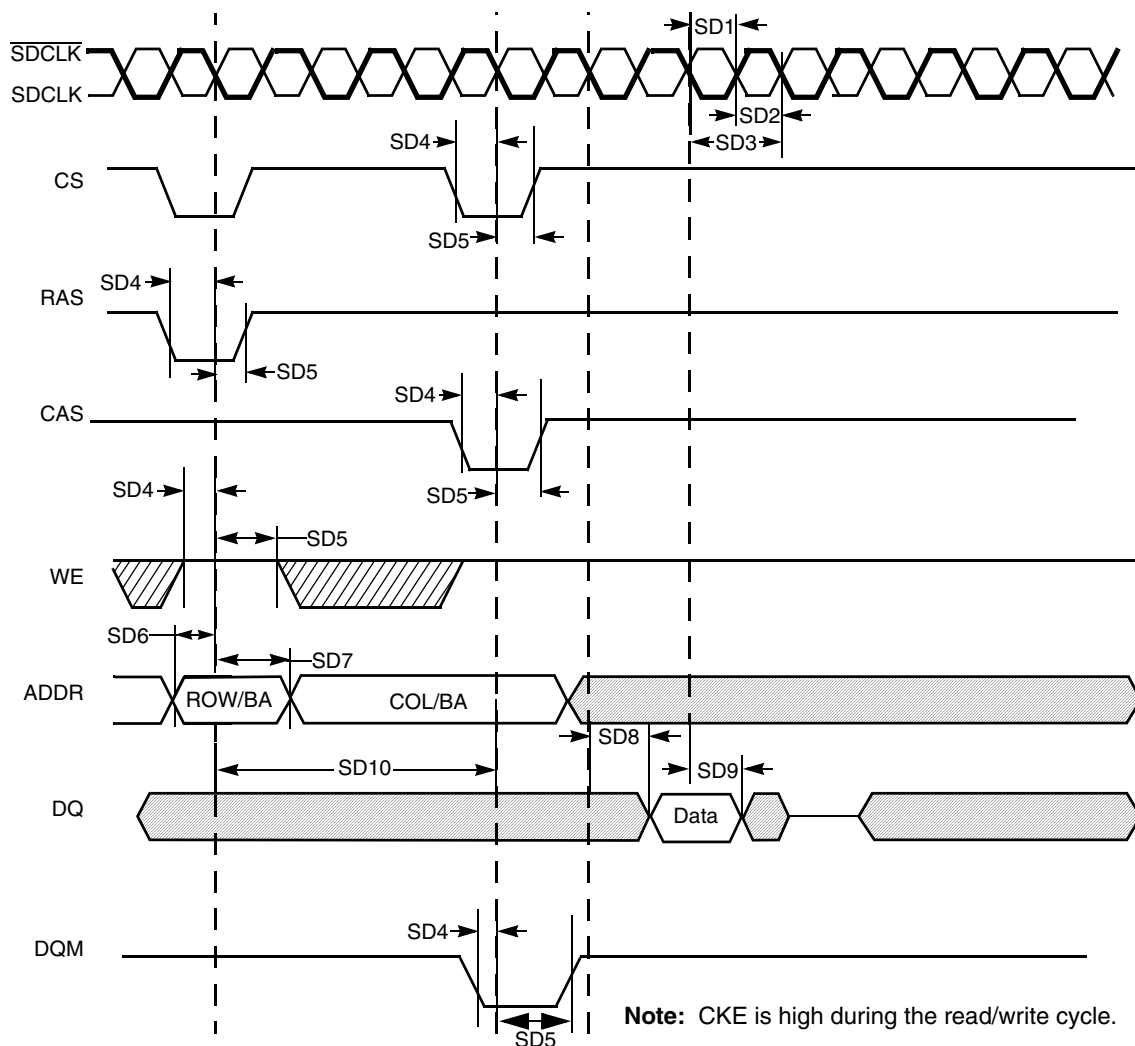 SD1
SDCLK
SDCLK
SD2
SD4
SD3
CS
SD5
SD4
RAS
SD5
SD4
CAS
SD4
SD5
SD5
WE
SD6
SD7
ADDR
ROW/BA
COL/BA
SD8
SD10
SD9
DQ
Data
SD4
DQM
Note: CKE is high during the read/write cycle.
SD5